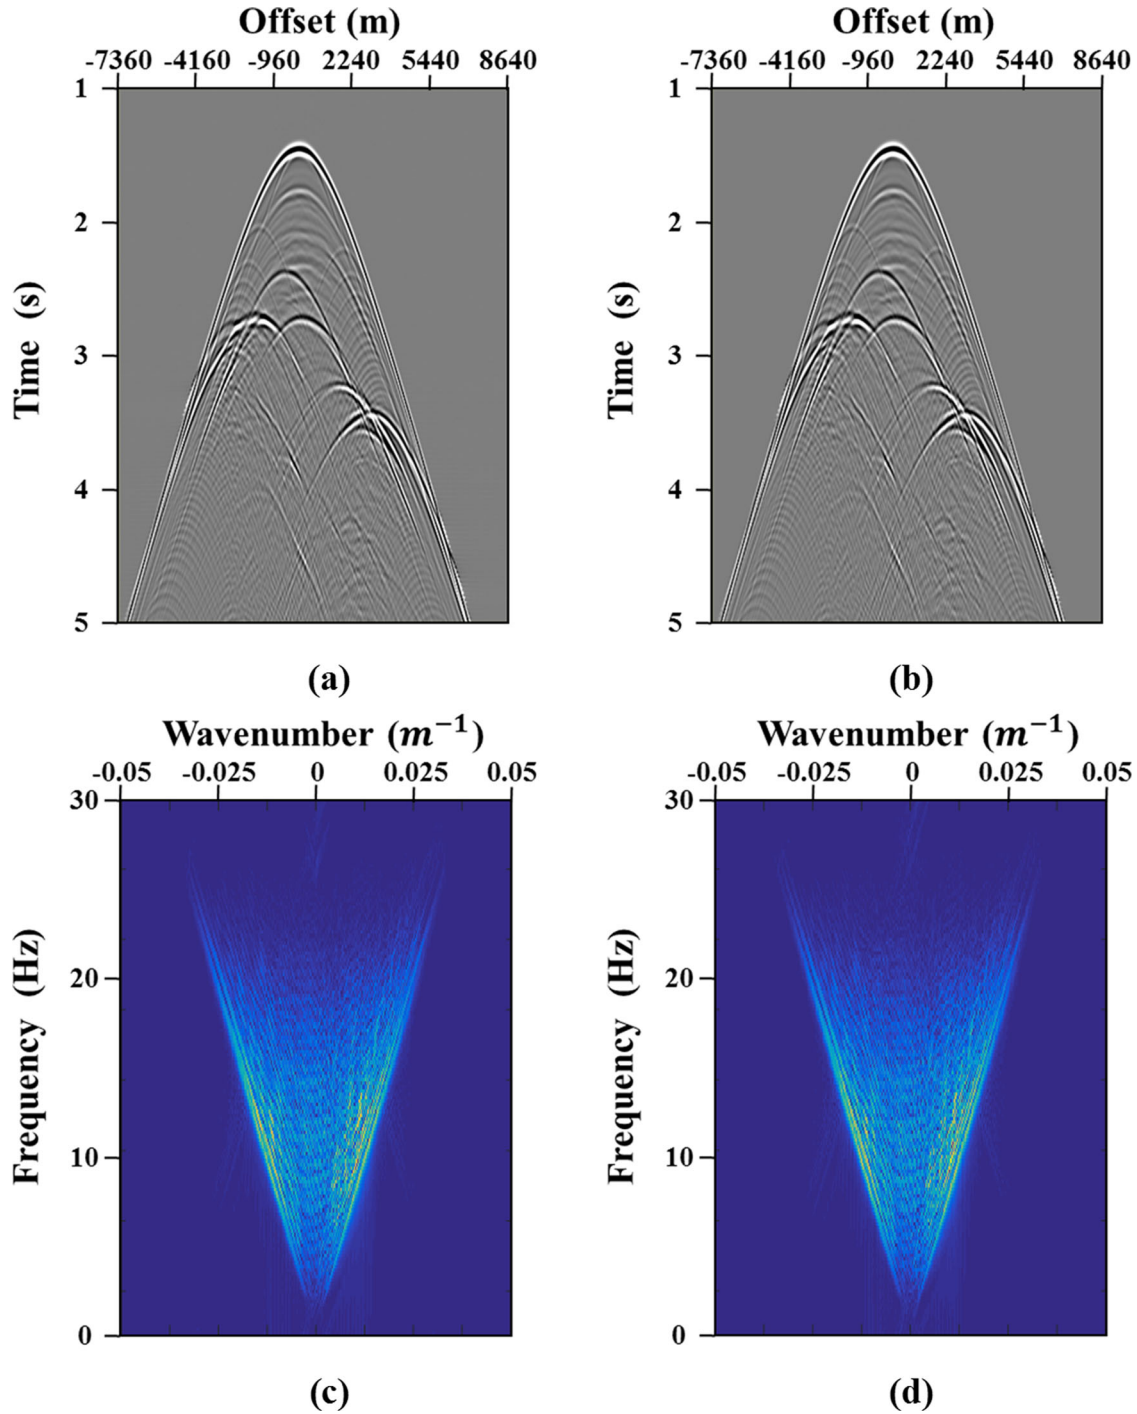 Offset (m)
-7360 -4160 -960 2240 5440 8640
1
2
3
4
5
Time (s)
(a)
Offset (m)
-7360 -4160 -960 2240 5440 8640
1
2
3
4
5
Time (s)
(b)
Wavenumber (m⁻¹)
-0.05 -0.025 0 0.025 0.05
30
20
10
0
Frequency (Hz)
(c)
Wavenumber (m⁻¹)
-0.05 -0.025 0 0.025 0.05
30
20
10
0
Frequency (Hz)
(d)